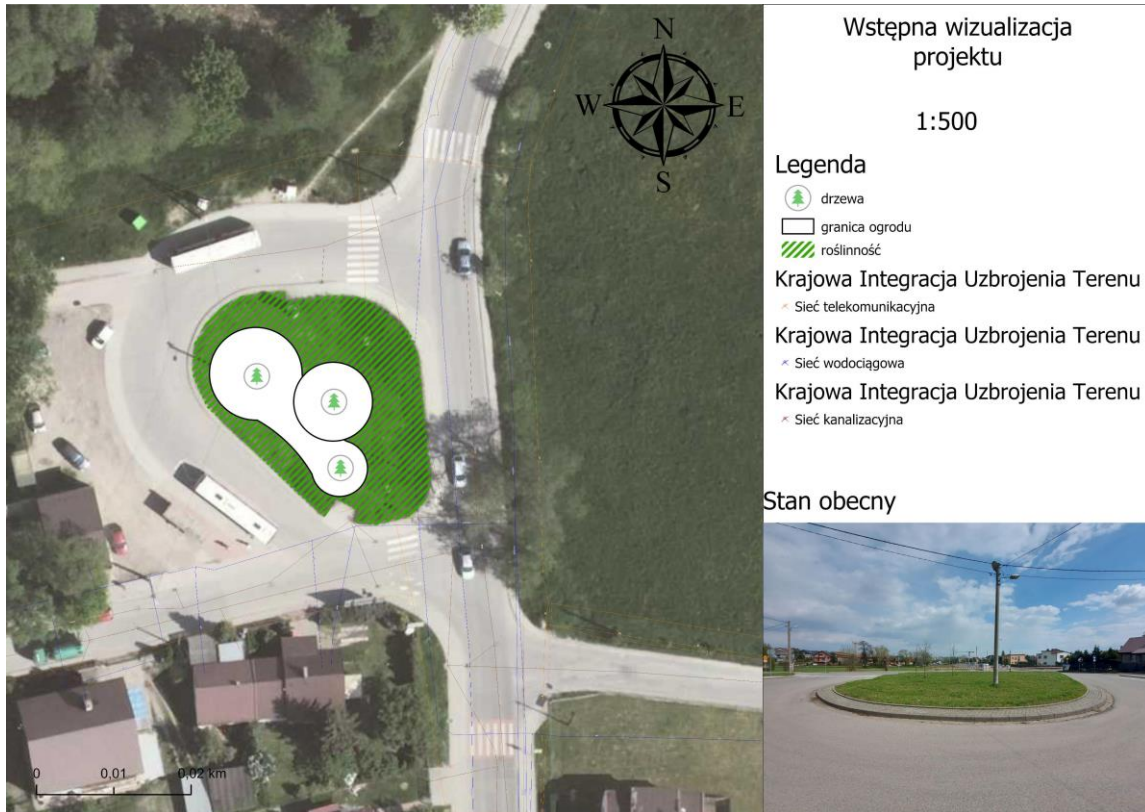 N
W E
S
0 0,01 0,02 km
Wstępna wizualizacja
projektu
1:500
Legenda
drzewa
granica ogrodu
roślinność
Krajowa Integracja Uzbrojenia Terenu
Sieć telekomunikacyjna
Krajowa Integracja Uzbrojenia Terenu
Sieć wodociągowa
Krajowa Integracja Uzbrojenia Terenu
Sieć kanalizacyjna
Stan obecny